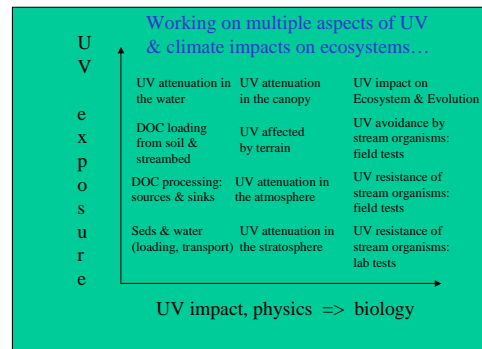 Working on multiple aspects of UV
& climate impacts on ecosystems…
U
V
e
x
p
o
s
u
r
e
UV attenuation in
the water
UV attenuation
in the canopy
UV impact on
Ecosystem & Evolution
DOC loading
from soil &
streambed
UV affected
by terrain
UV avoidance by
stream organisms:
field tests
DOC processing:
sources & sinks
UV attenuation in
the atmosphere
UV resistance of
stream organisms:
field tests
Seds & water
(loading, transport)
UV attenuation in
the stratosphere
UV resistance of
stream organisms:
lab tests
UV impact, physics => biology